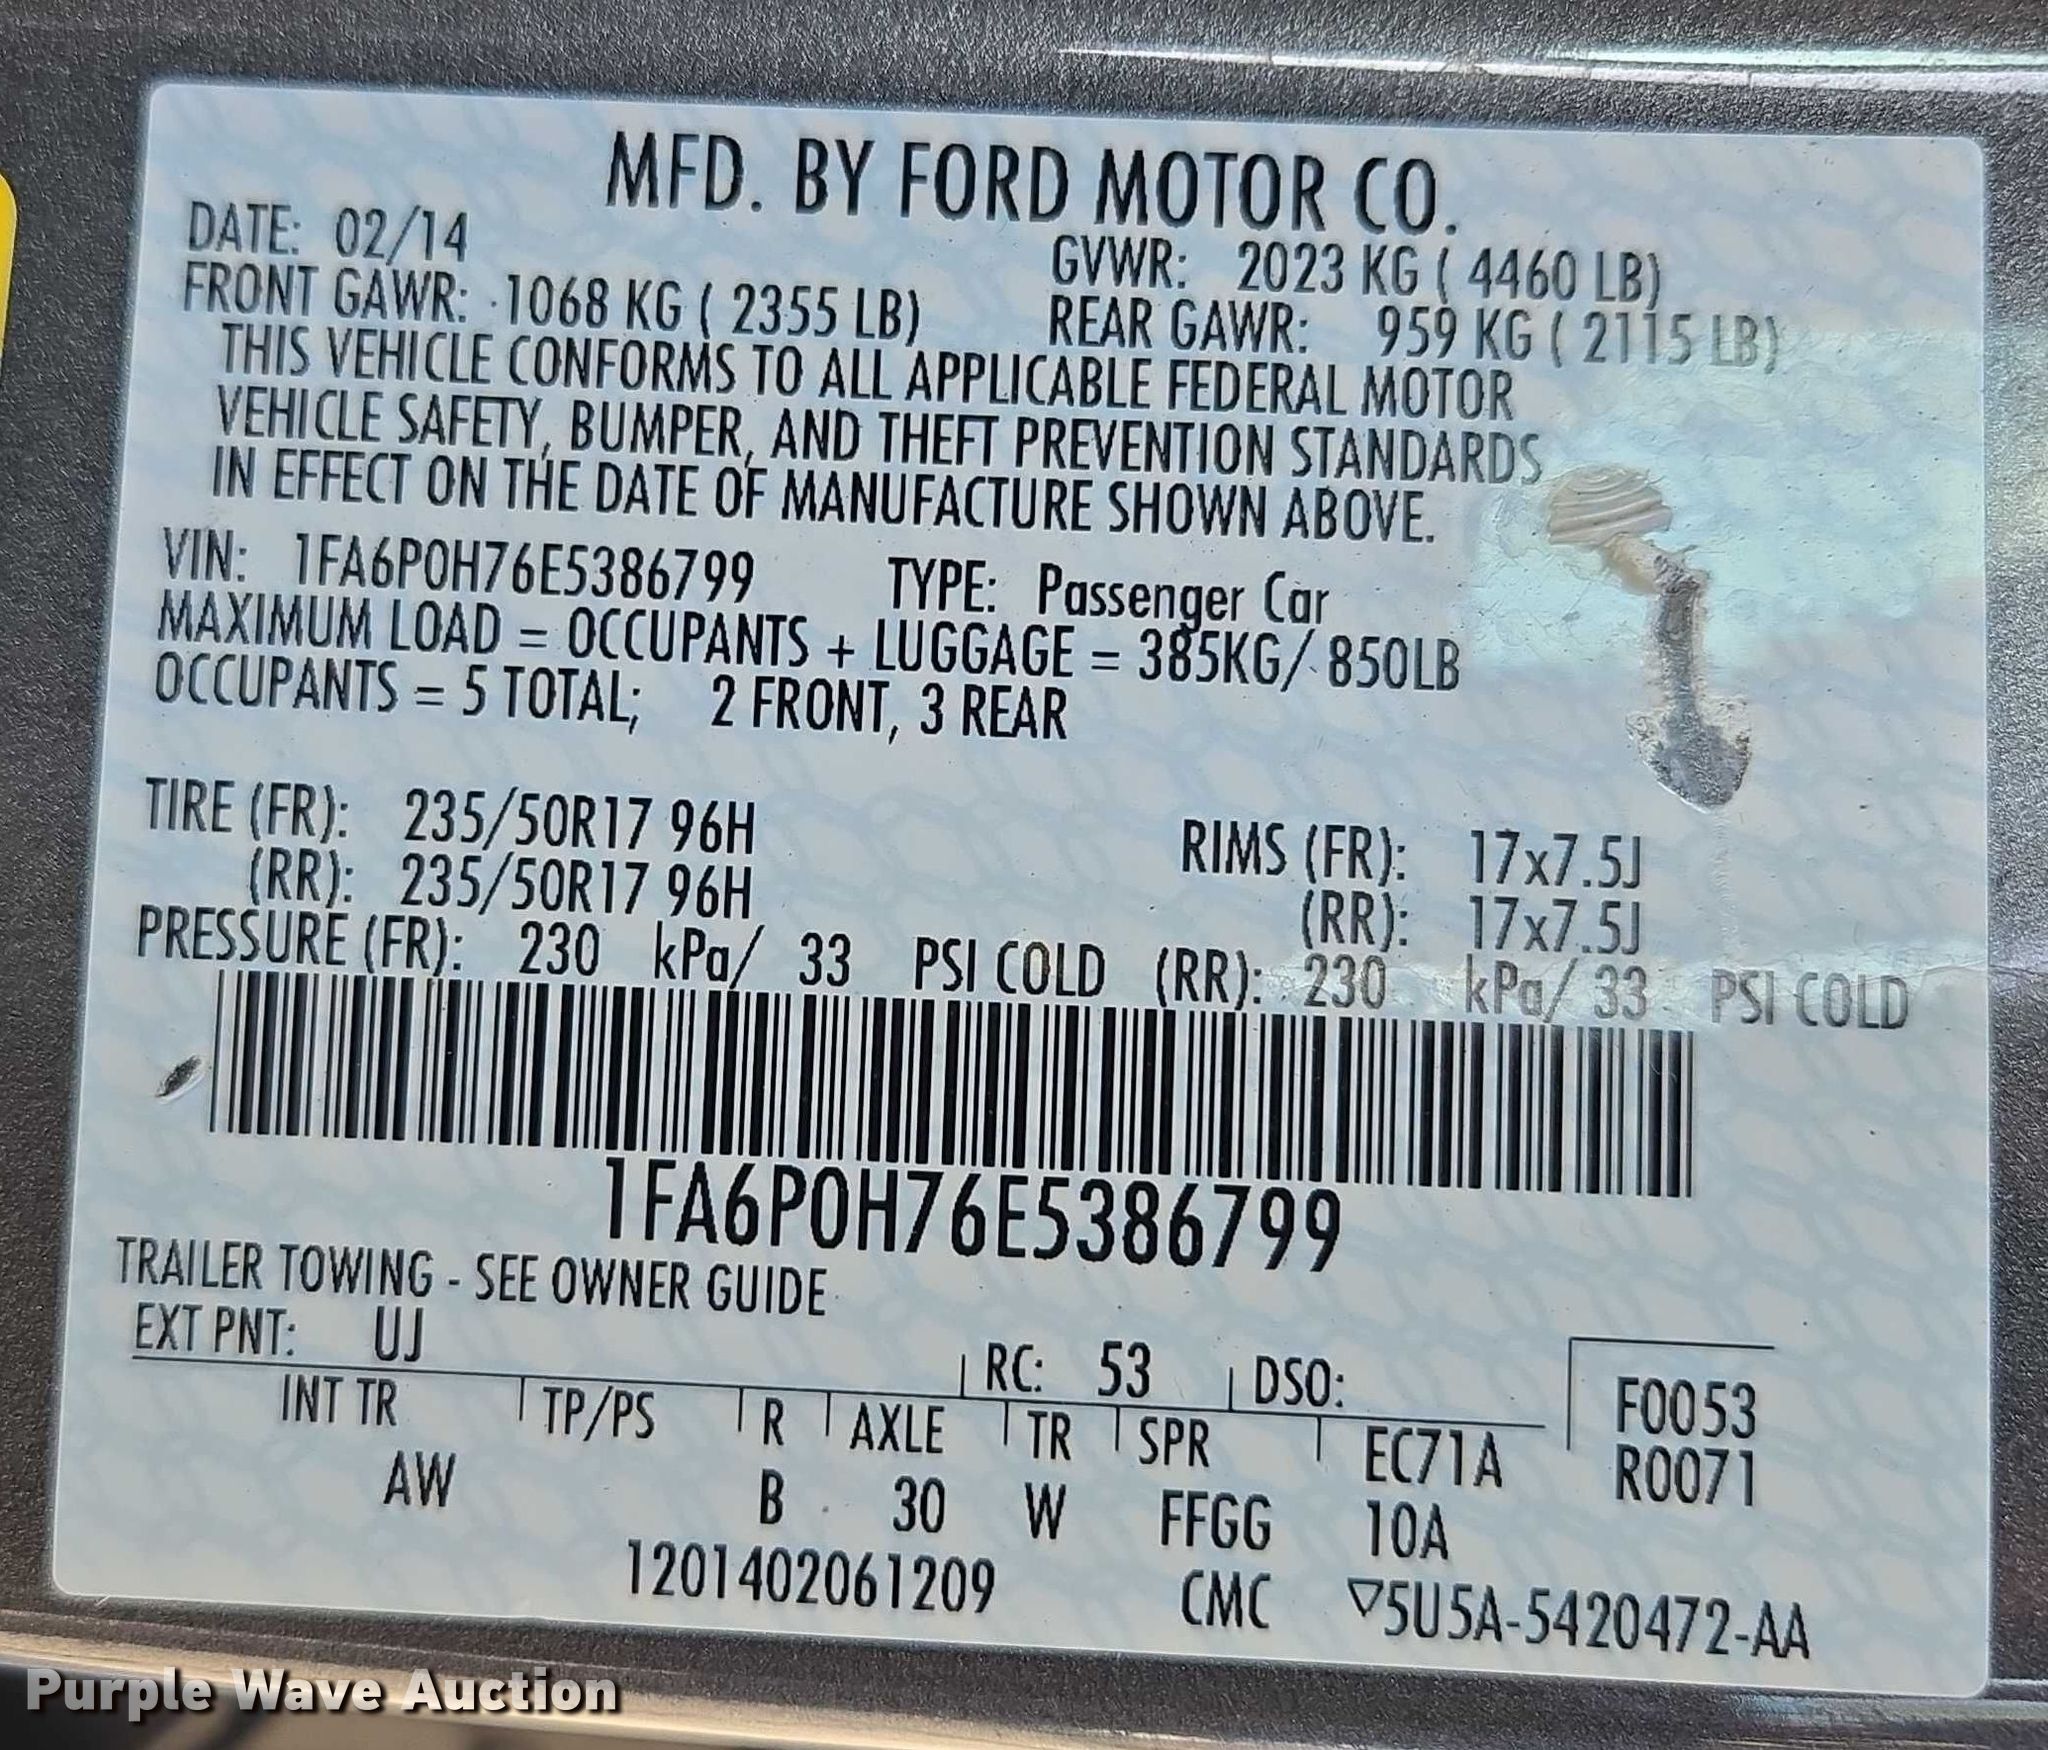 MFD. BY FORD MOTOR CO.
DATE: 02/14 GVWR: 2023 KG ( 4460 LB)
FRONT GAWR: 1068 KG ( 2355 LB) REAR GAWR: 959 KG ( 2115 LB)
THIS VEHICLE CONFORMS TO ALL APPLICABLE FEDERAL MOTOR
VEHICLE SAFETY, BUMPER, AND THEFT PREVENTION STANDARDS
IN EFFECT ON THE DATE OF MANUFACTURE SHOWN ABOVE.
VIN: 1FA6P0H76E5386799 TYPE: Passenger Car
MAXIMUM LOAD = OCCUPANTS + LUGGAGE = 385KG/ 850LB
OCCUPANTS = 5 TOTAL; 2 FRONT, 3 REAR
TIRE (FR): 235/50R17 96H RIMS (FR): 17x7.5J
(RR): 235/50R17 96H (RR): 17x7.5J
PRESSURE (FR): 230 kPa/ 33 PSI COLD (RR): 230 kPa/ 33 PSI COLD
1FA6P0H76E5386799
TRAILER TOWING - SEE OWNER GUIDE
EXT PNT: UJ RC: 53 DSO: F0053
INT TR TP/PS R AXLE TR SPR EC71A R0071
AW B 30 W FFGG 10A
1201402061209 CMC ▽5U5A-5420472-AA
Purple Wave Auction